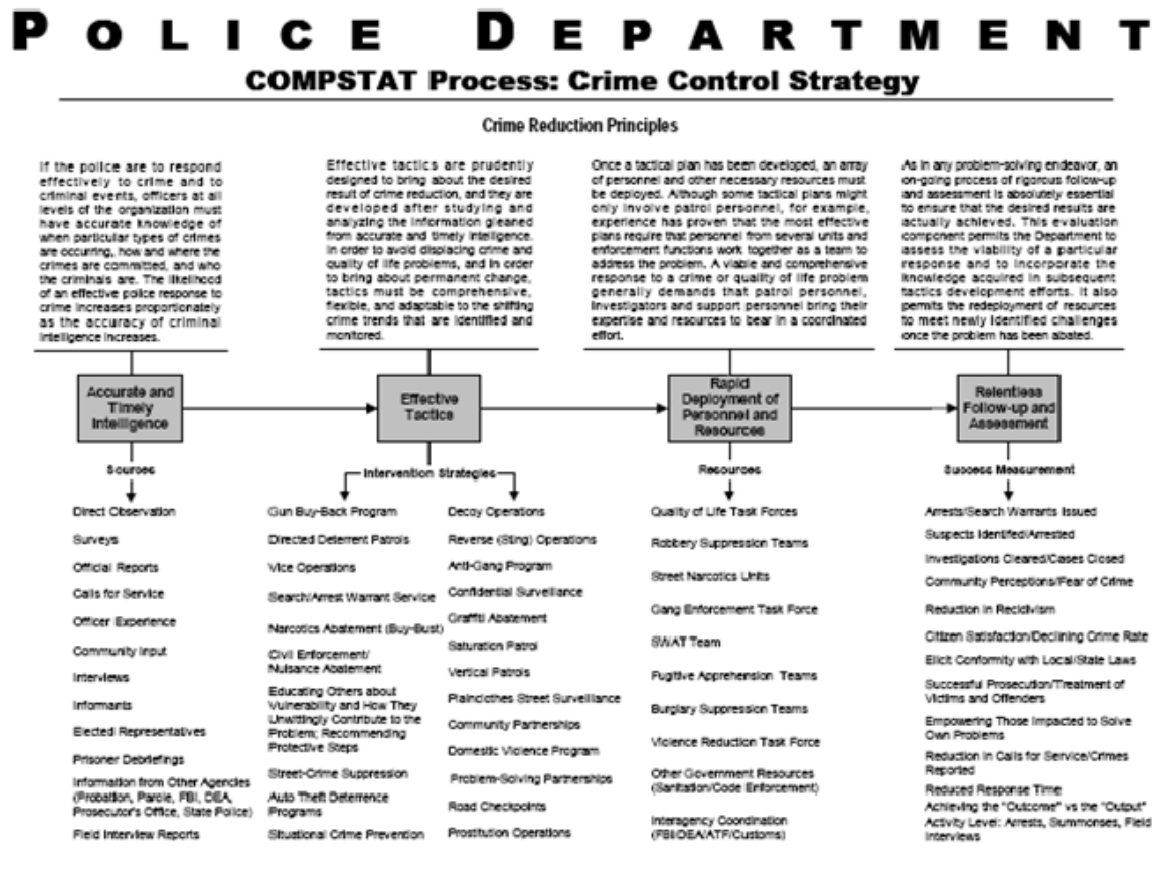 POLICE DEPARTMENT
COMPSTAT Process: Crime Control Strategy
Crime Reduction Principles
If the police are to respond
effectively to crime and to
criminal events, officers at all
levels of the organization must
have accurate knowledge of
when particular types of crimes
are occurring, how and where the
crimes are committed, and who
the criminals are. The likelihood
of an effective police response to
crime increases proportionately
as the accuracy of criminal
intelligence increases.
Effective tactics are prudently
designed to bring about the desired
result of crime reduction, and they are
developed after studying and
analyzing the information gleaned
from accurate and timely intelligence.
In order to avoid displacing crime and
quality of life problems, and in order
to bring about permanent change,
tactics must be comprehensive,
flexible, and adaptable to the shifting
crime trends that are identified and
monitored.
Once a tactical plan has been developed, an array
of personnel and other necessary resources must
be deployed. Although some tactical plans might
only involve patrol personnel, for example,
experience has proven that the most effective
plans require that personnel from several units and
enforcement functions work together as a team to
address the problem. A viable and comprehensive
response to a crime or quality of life problem
generally demands that patrol personnel,
investigators and support personnel bring their
expertise and resources to bear in a coordinated
effort.
As in any problem-solving endeavor, an
on-going process of rigorous follow-up
and assessment is absolutely essential
to ensure that the desired results are
actually achieved. This evaluation
component permits the Department to
assess the viability of a particular
response and to incorporate the
knowledge acquired in subsequent
tactics development efforts. It also
permits the redeployment of resources
to meet newly identified challenges
once the problem has been abated.
Accurate and
Timely
Intelligence
Effective
Tactics
Rapid
Deployment of
Personnel and
Resources
Relentless
Follow-up and
Assessment
Sources
Direct Observation
Surveys
Official Reports
Calls for Service
Officer Experience
Community Input
Interviews
Informants
Elected Representatives
Prisoner Debriefings
Information from Other Agencies
(Probation, Parole, FBI, DEA,
Prosecutor's Office, State Police)
Field Interview Reports
Intervention Strategies
Gun Buy-Back Program
Directed Deterrent Patrols
Vice Operations
Search/Arrest Warrant Service
Narcotics Abatement (Buy-Bust)
Civil Enforcement/
Nuisance Abatement
Educating Others about
Vulnerability and How They
Unwittingly Contribute to the
Problem; Recommending
Protective Steps
Street-Crime Suppression
Auto Theft Deterrence
Programs
Situational Crime Prevention
Decoy Operations
Reverse (Sting) Operations
Anti-Gang Program
Confidential Surveillance
Graffiti Abatement
Saturation Patrol
Vertical Patrols
Plainclothes Street Surveillance
Community Partnerships
Domestic Violence Program
Problem-Solving Partnerships
Road Checkpoints
Prostitution Operations
Resources
Quality of Life Task Forces
Robbery Suppression Teams
Street Narcotics Units
Gang Enforcement Task Force
SWAT Team
Fugitive Apprehension Teams
Burglary Suppression Teams
Violence Reduction Task Force
Other Government Resources
(Sanitation/Code Enforcement)
Interagency Coordination
(FBI/DEA/ATF/Customs)
Success Measurement
Arrests/Search Warrants Issued
Suspects Identifed/Arrested
Investigations Cleared/Cases Closed
Community Perceptions/Fear of Crime
Reduction in Recidivism
Citizen Satisfaction/Declining Crime Rate
Elicit Conformity with Local/State Laws
Successful Prosecution/Treatment of
Victims and Offenders
Empowering Those Impacted to Solve
Own Problems
Reduction in Calls for Service/Crimes
Reported
Reduced Response Time
Achieving the "Outcome" vs the "Output"
Activity Level: Arrests, Summonses, Field
Interviews